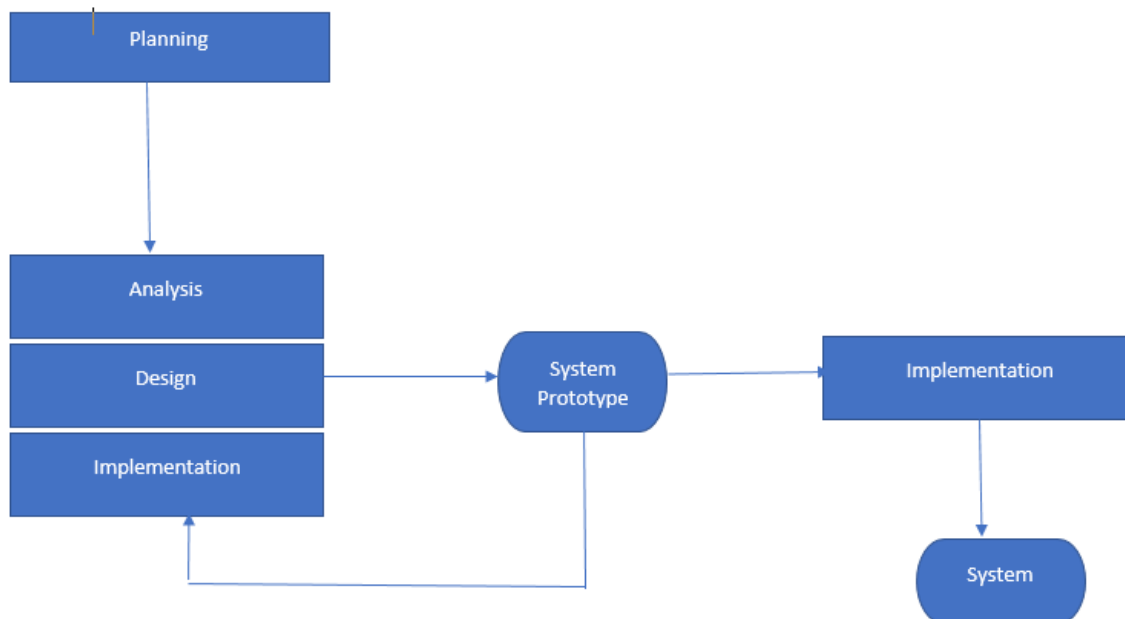 Planning
Analysis
Design
Implementation
System
Prototype
Implementation
System